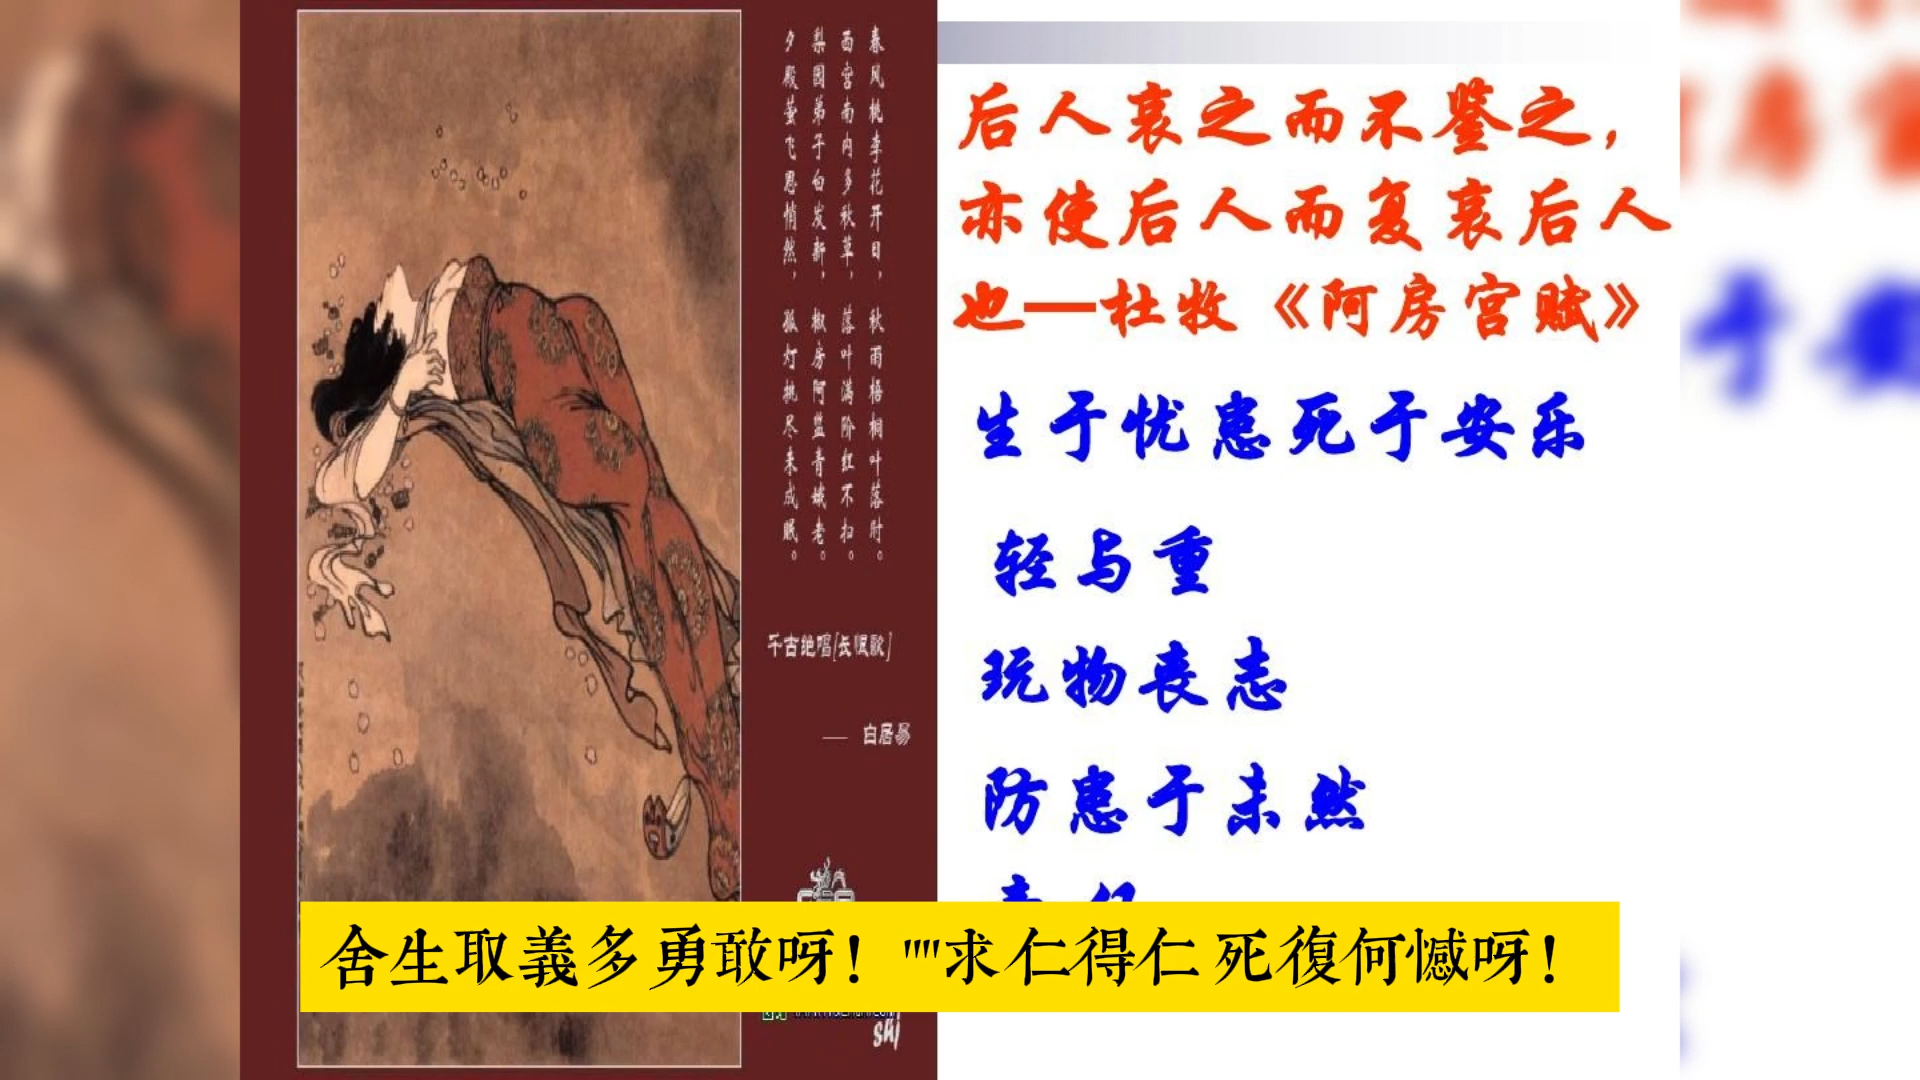 春风桃李花开日，秋雨梧桐叶落时。
西宫南内多秋草，落叶满阶红不扫。
梨园弟子白发新，椒房阿监青娥老。
夕殿萤飞思悄然，孤灯挑尽未成眠。
千古绝唱[长恨歌]
—— 白居易
后人哀之而不鉴之，
亦使后人而复哀后人
也—杜牧《阿房宫赋》
生于忧患死于安乐
轻与重
玩物丧志
防患于未然
舍生取義多勇敢呀！""求仁得仁死復何憾呀！